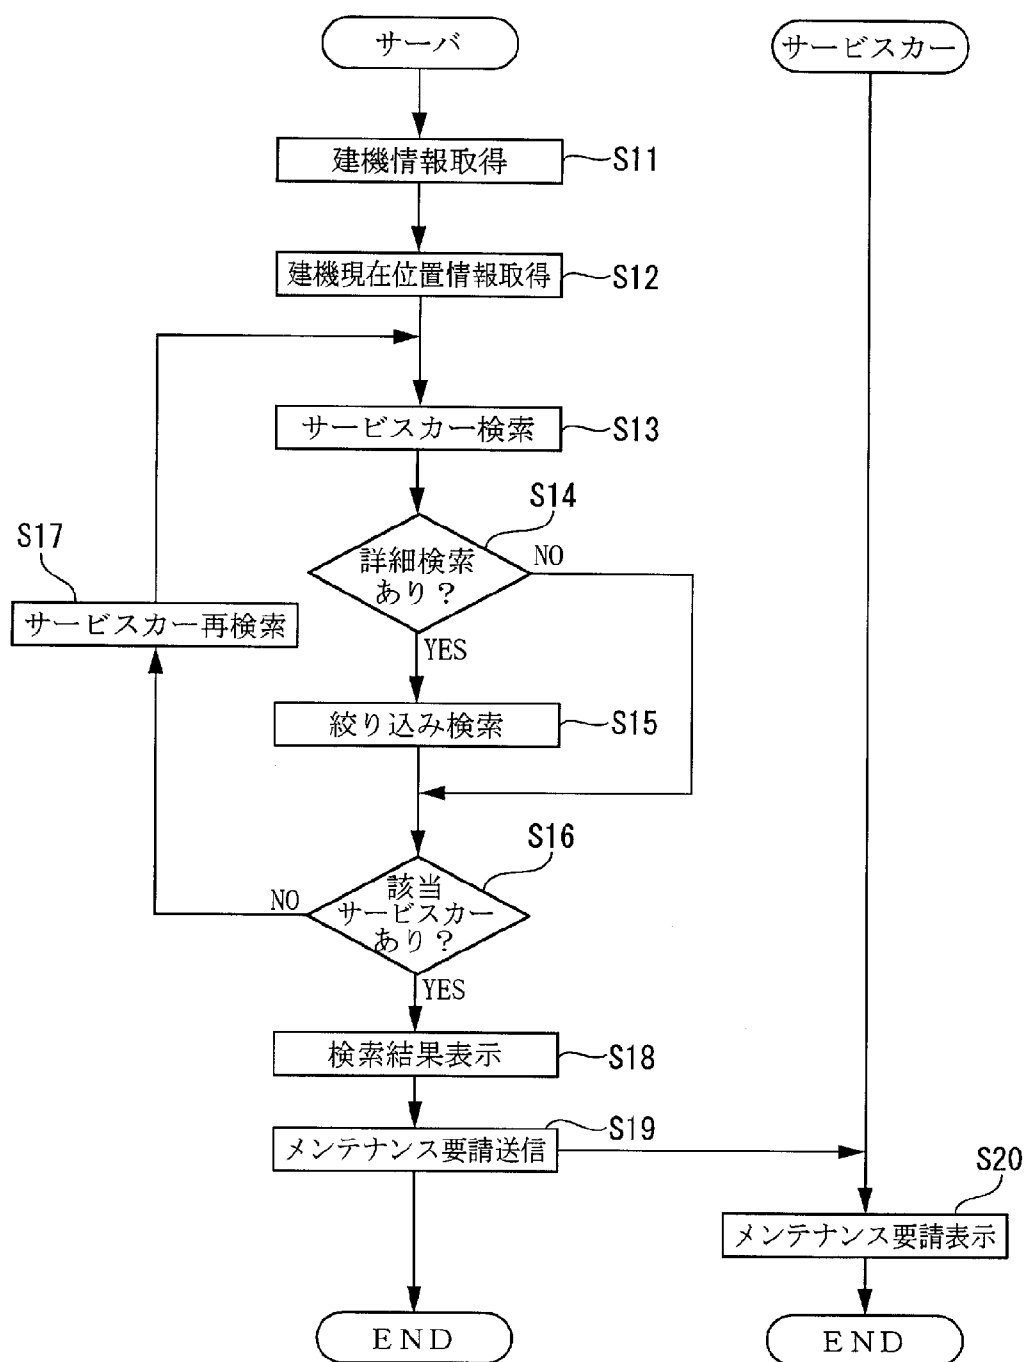 サーバ
サービスカー
建機情報取得
S11
建機現在位置情報取得
S12
サービスカー検索
S13
S14
詳細検索
あり？
NO
S17
サービスカー再検索
YES
絞り込み検索
S15
S16
該当
サービスカー
あり？
NO
YES
検索結果表示
S18
メンテナンス要請送信
S19
S20
メンテナンス要請表示
END
END